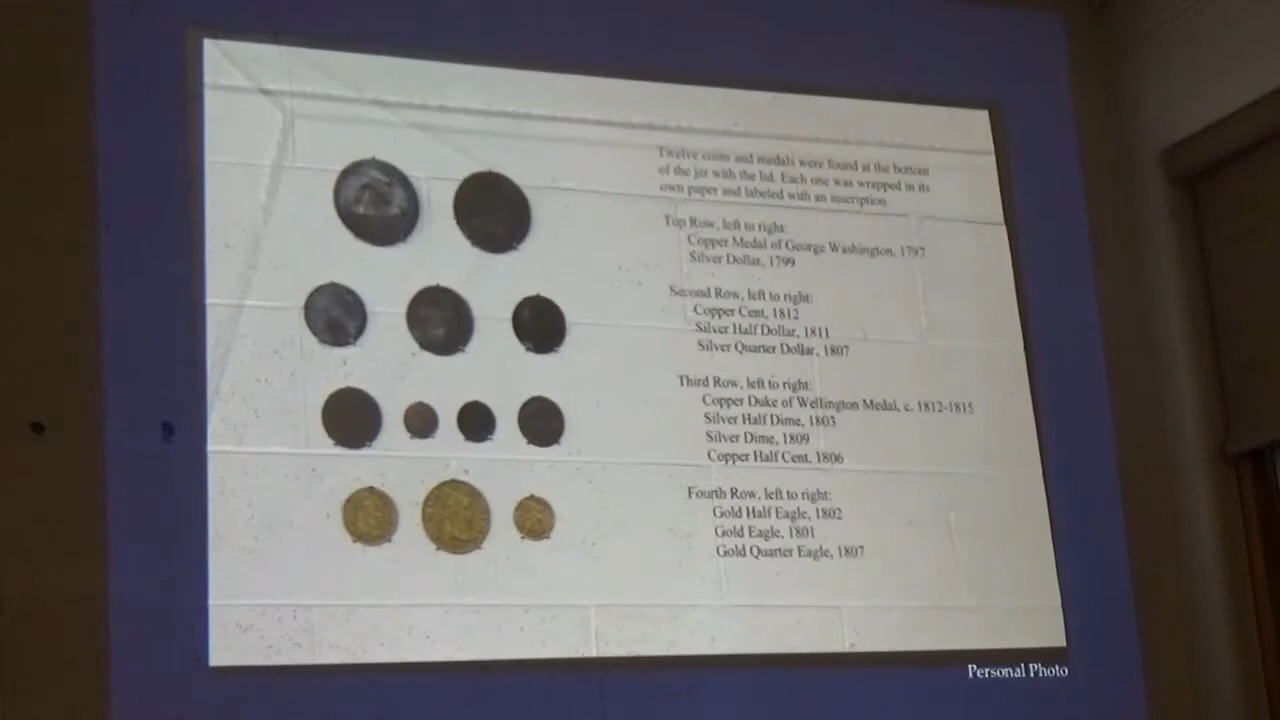 Twelve coins and medals were found at the bottom
of the jar with the lid. Each one was wrapped in its
own paper and labeled with an inscription.
Top Row, left to right:
Copper Medal of George Washington, 1797
Silver Dollar, 1799
Second Row, left to right:
Copper Cent, 1812
Silver Half Dollar, 1811
Silver Quarter Dollar, 1807
Third Row, left to right:
Copper Duke of Wellington Medal, c. 1812-1815
Silver Half Dime, 1803
Silver Dime, 1809
Copper Half Cent, 1806
Fourth Row, left to right:
Gold Half Eagle, 1802
Gold Eagle, 1801
Gold Quarter Eagle, 1807
Personal Photo